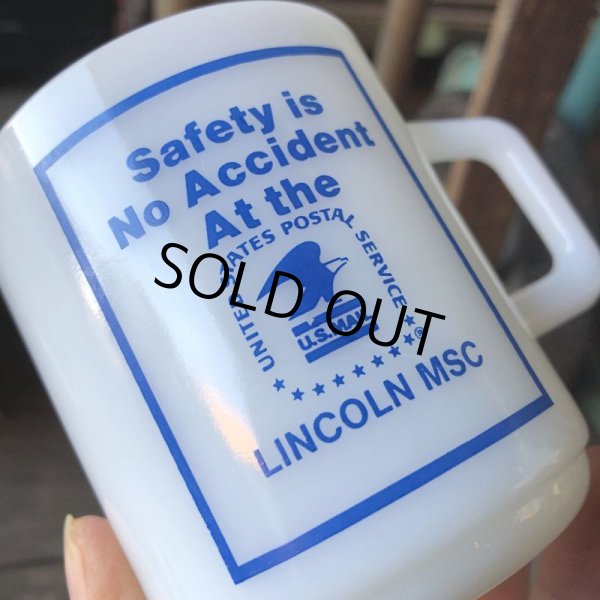 Safety is
No Accident
At the
UNITED STATES POSTAL SERVICE
U.S.MAIL
®
LINCOLN MSC
SOLD OUT